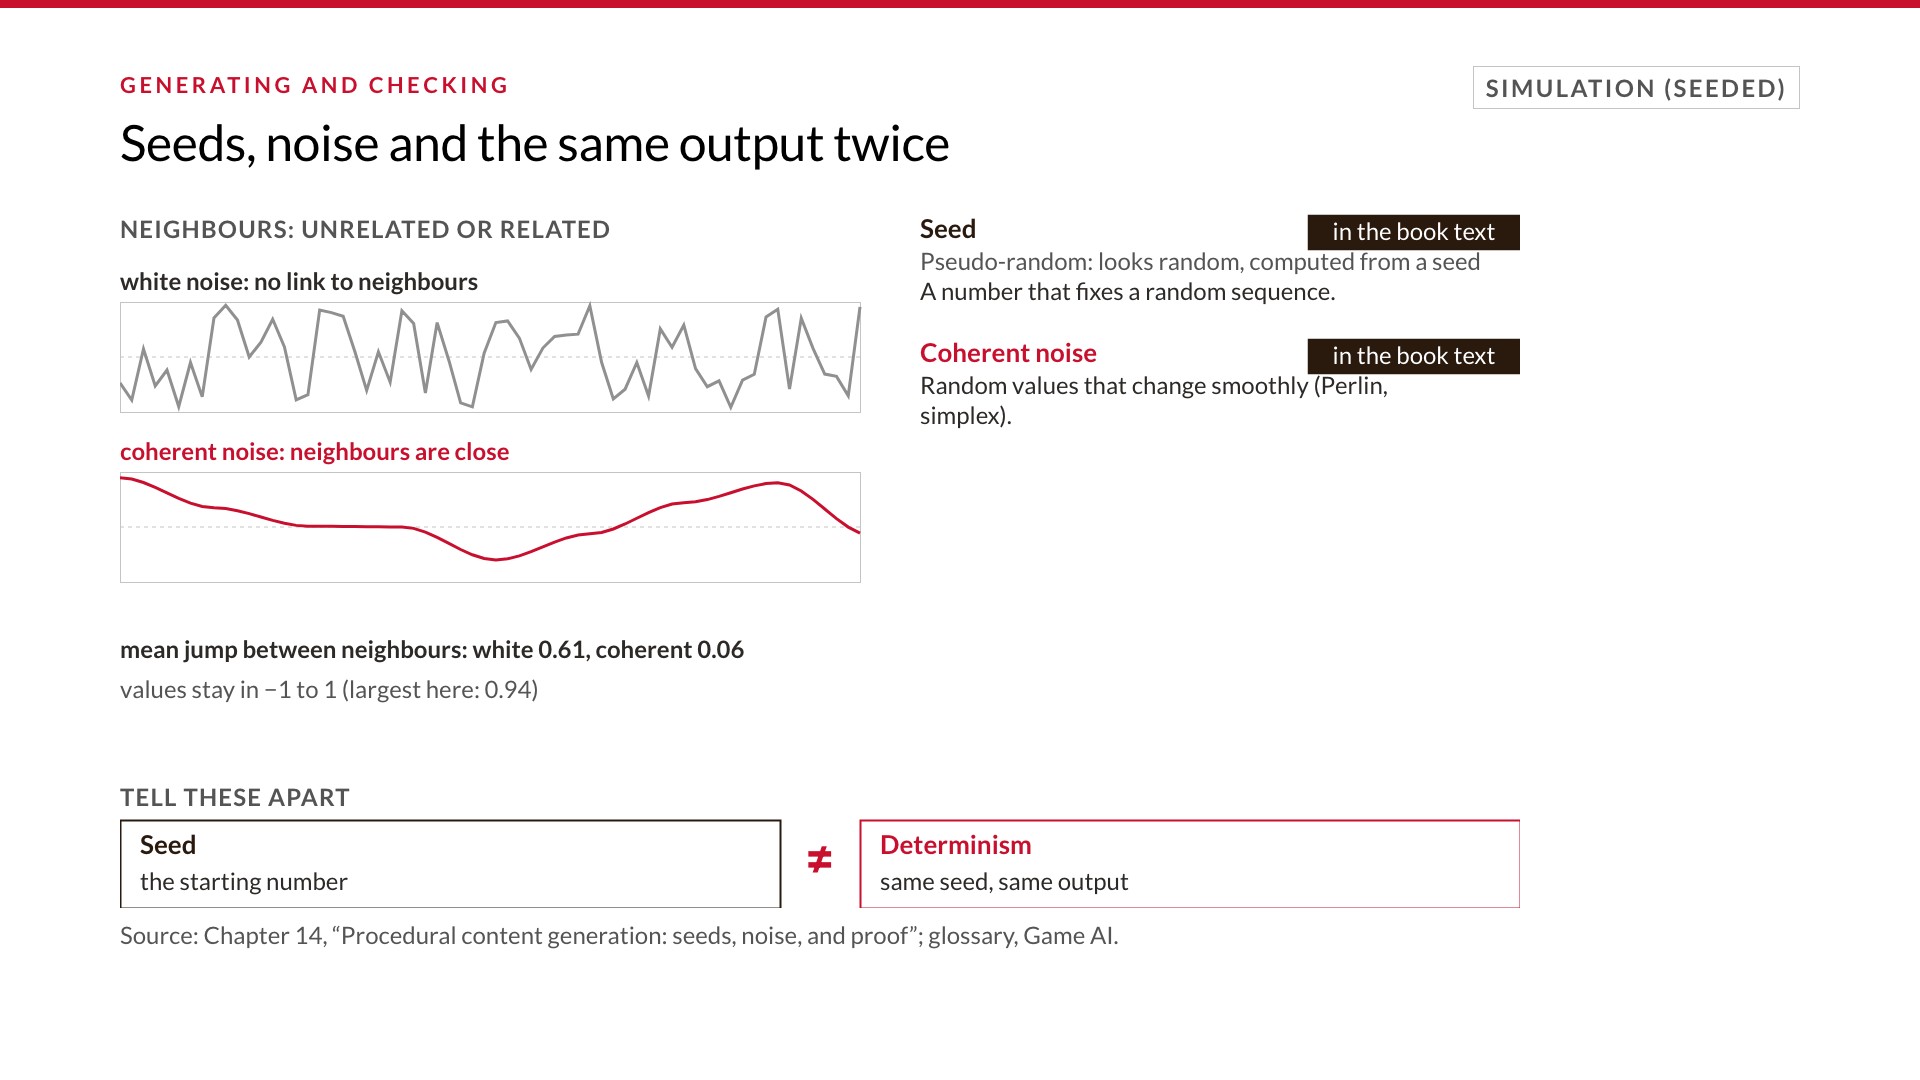 GENERATING AND CHECKING
SIMULATION (SEEDED)
Seeds, noise and the same output twice
NEIGHBOURS: UNRELATED OR RELATED
white noise: no link to neighbours
coherent noise: neighbours are close
mean jump between neighbours: white 0.61, coherent 0.06
values stay in −1 to 1 (largest here: 0.94)
Seed
in the book text
Pseudo-random: looks random, computed from a seed
A number that fixes a random sequence.
Coherent noise
in the book text
Random values that change smoothly (Perlin,
simplex).
TELL THESE APART
Seed
the starting number
≠
Determinism
same seed, same output
Source: Chapter 14, “Procedural content generation: seeds, noise, and proof”; glossary, Game AI.